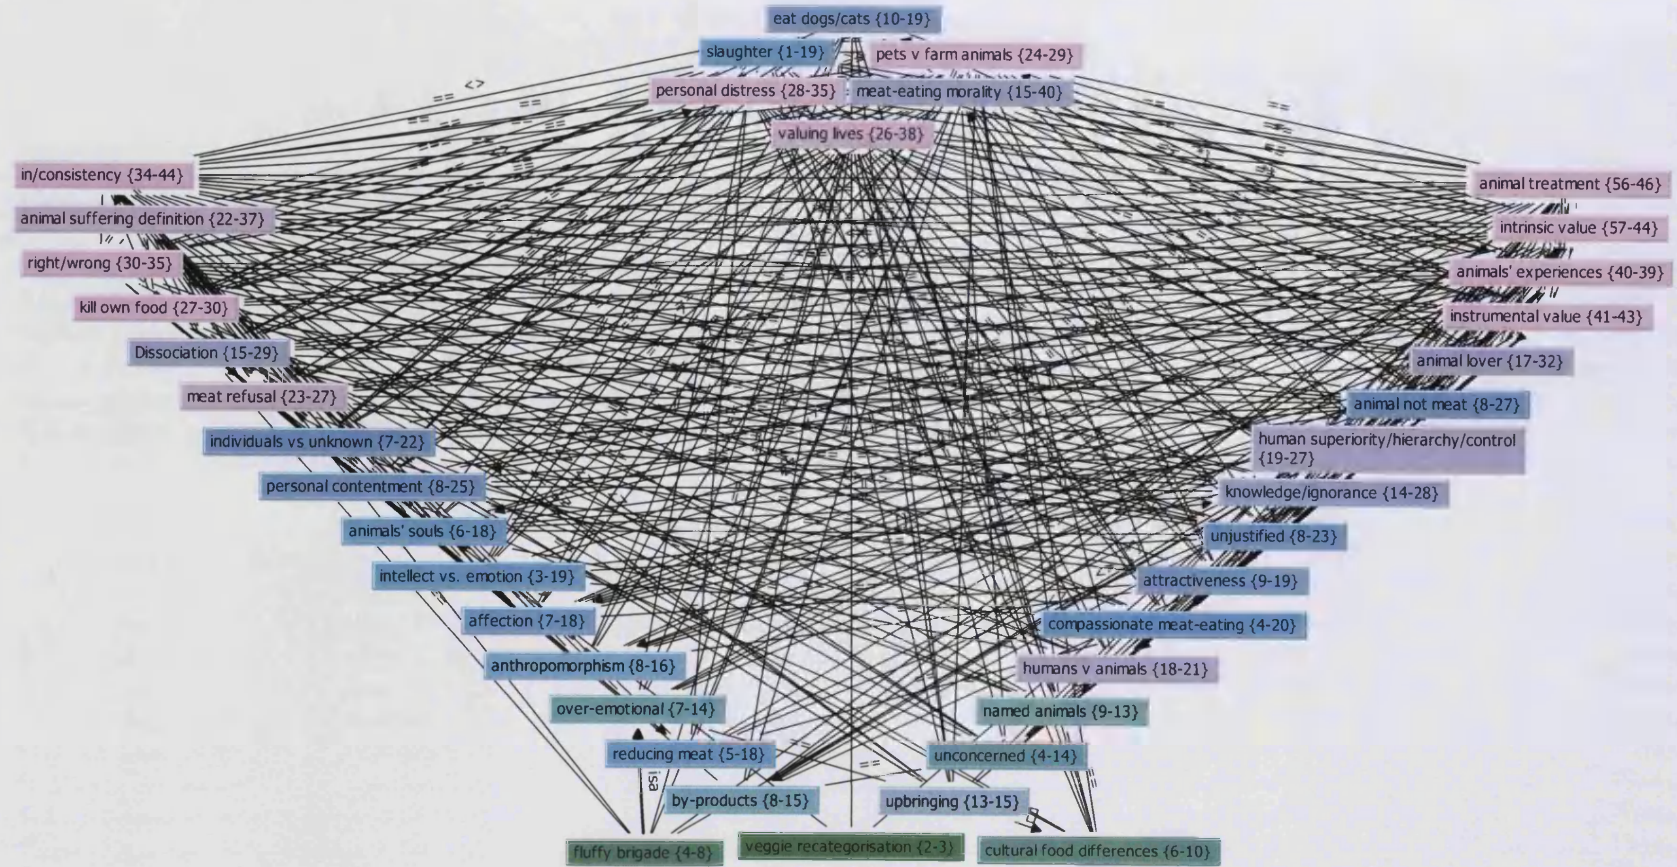 eat dogs/cats {10-19}
slaughter {1-19}
pets v farm animals {24-29}
personal distress {28-35}
meat-eating morality {15-40}
valuing lives {26-38}
in/consistency {34-44}
animal treatment {56-46}
animal suffering definition {22-37}
intrinsic value {57-44}
right/wrong {30-35}
animals' experiences {40-39}
kill own food {27-30}
instrumental value {41-43}
Dissociation {15-29}
animal lover {17-32}
meat refusal {23-27}
animal not meat {8-27}
individuals vs unknown {7-22}
human superiority/hierarchy/control
{19-27}
personal contentment {8-25}
knowledge/ignorance {14-28}
animals' souls {6-18}
unjustified {8-23}
intellect vs. emotion {3-19}
attractiveness {9-19}
affection {7-18}
compassionate meat-eating {4-20}
anthropomorphism {8-16}
humans v animals {18-21}
over-emotional {7-14}
named animals {9-13}
reducing meat {5-18}
unconcerned {4-14}
isa
by-products {8-15}
upbringing {13-15}
fluffy brigade {4-8}
veggie recategorisation {2-3}
cultural food differences {6-10}